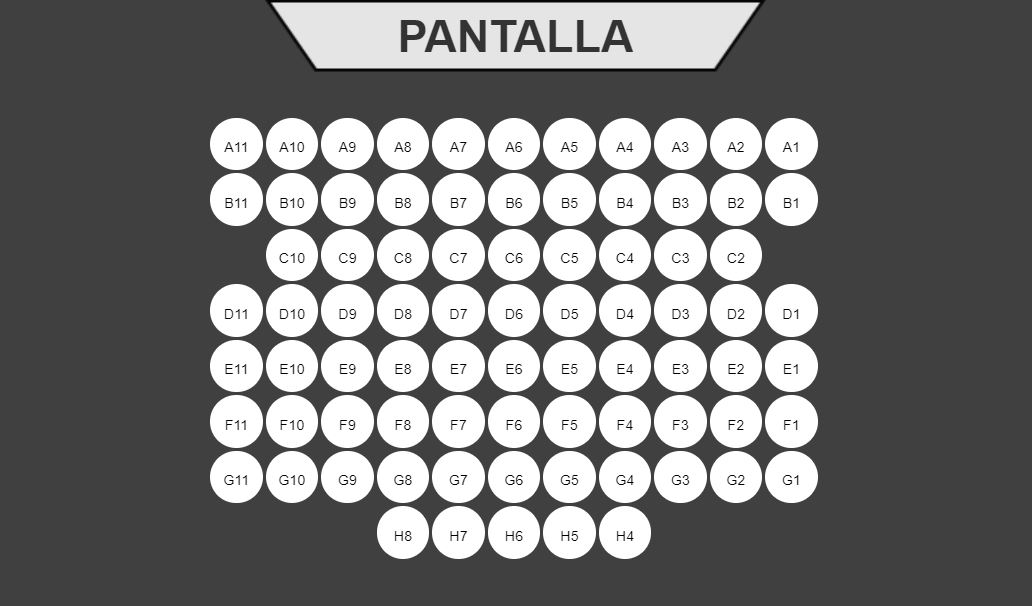 PANTALLA
A11 A10 A9 A8 A7 A6 A5 A4 A3 A2 A1
B11 B10 B9 B8 B7 B6 B5 B4 B3 B2 B1
C10 C9 C8 C7 C6 C5 C4 C3 C2
D11 D10 D9 D8 D7 D6 D5 D4 D3 D2 D1
E11 E10 E9 E8 E7 E6 E5 E4 E3 E2 E1
F11 F10 F9 F8 F7 F6 F5 F4 F3 F2 F1
G11 G10 G9 G8 G7 G6 G5 G4 G3 G2 G1
H8 H7 H6 H5 H4